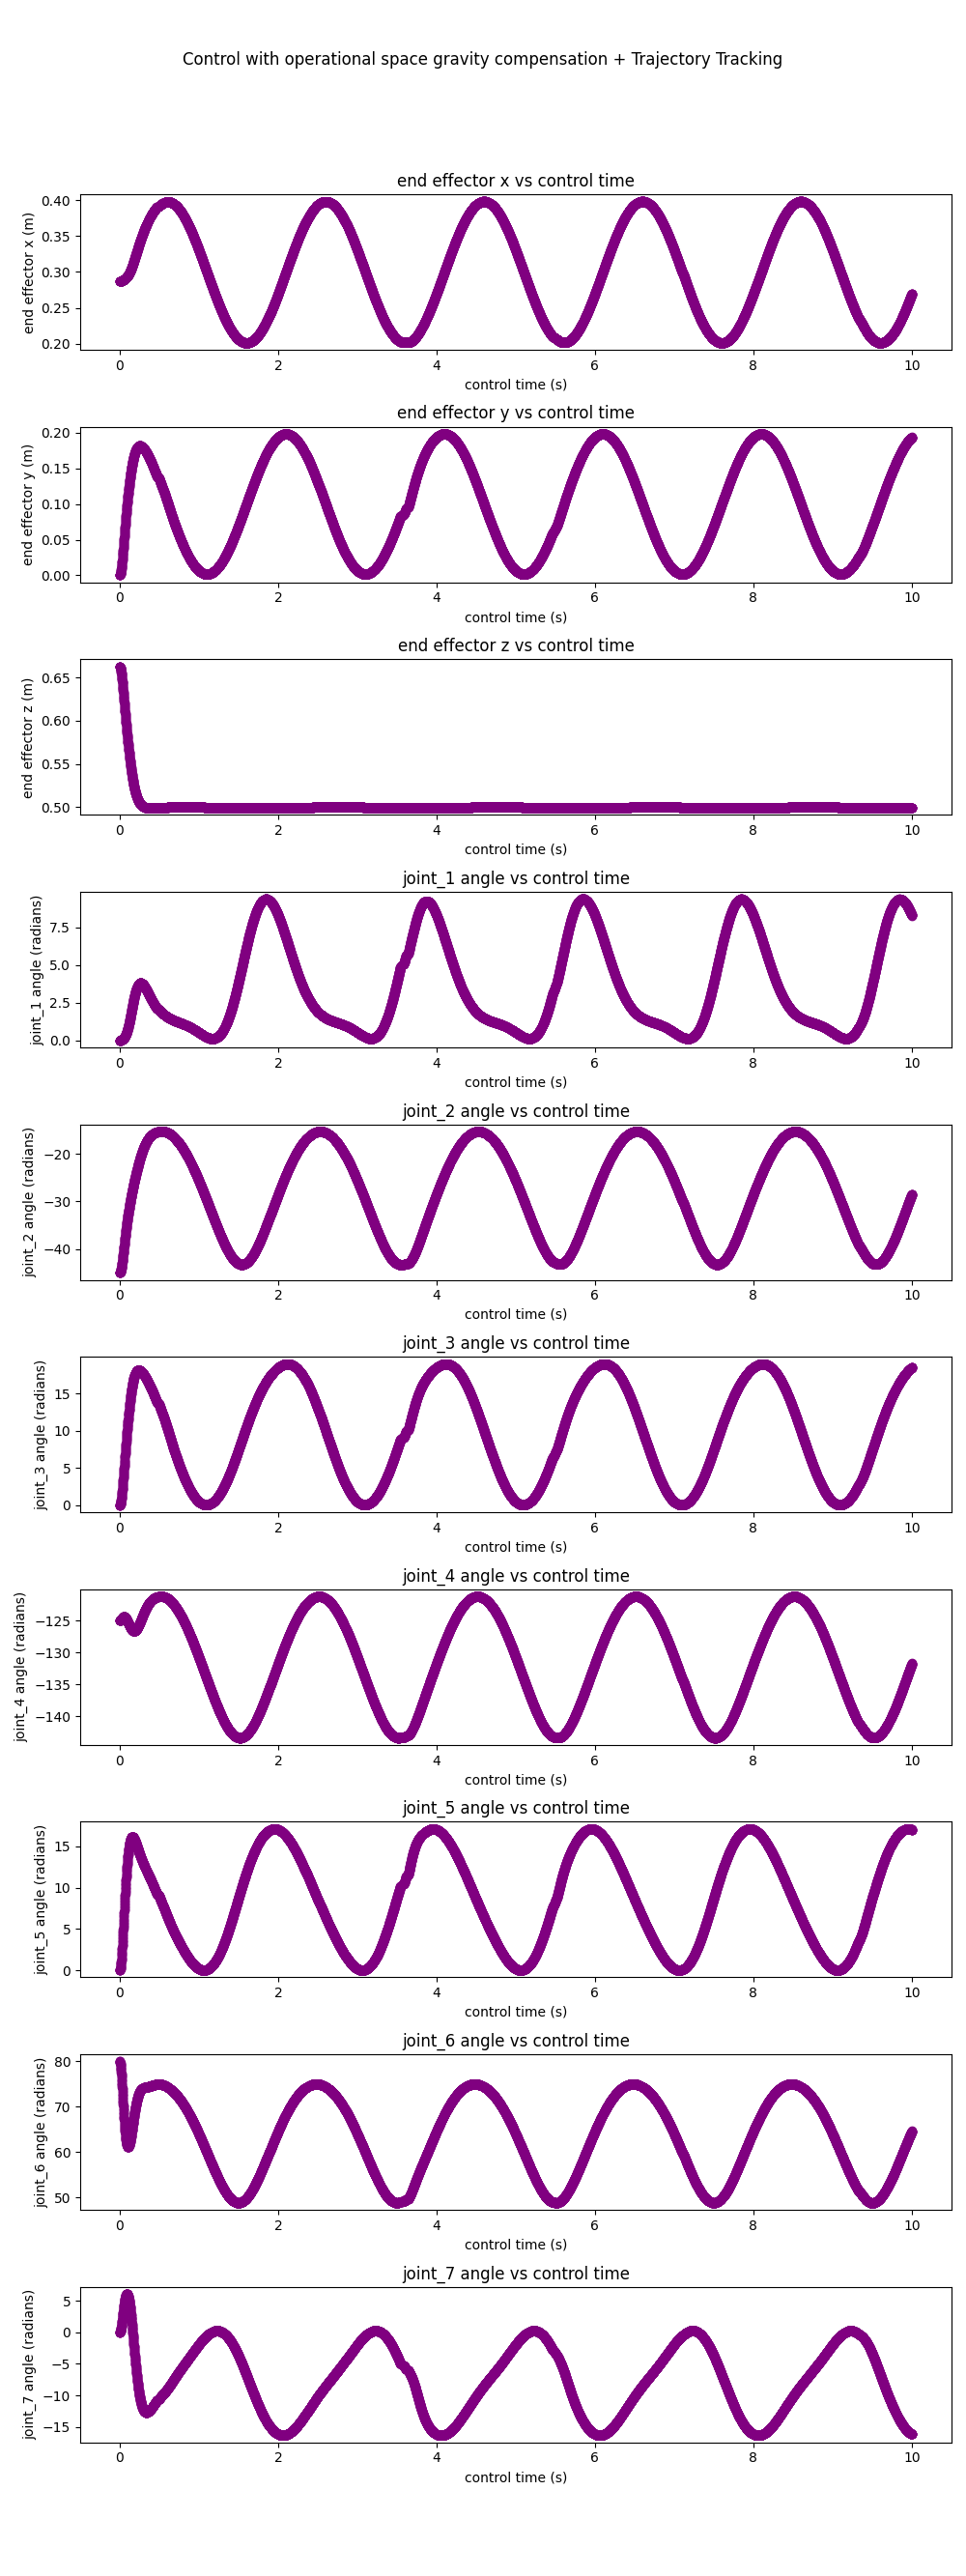 Control with operational space gravity compensation + Trajectory Tracking
end effector x vs control time
end effector x (m)
0.40
0.35
0.30
0.25
0.20
0 2 4 6 8 10
control time (s)
end effector y vs control time
end effector y (m)
0.20
0.15
0.10
0.05
0.00
0 2 4 6 8 10
control time (s)
end effector z vs control time
end effector z (m)
0.65
0.60
0.55
0.50
0 2 4 6 8 10
control time (s)
joint_1 angle vs control time
joint_1 angle (radians)
7.5
5.0
2.5
0.0
0 2 4 6 8 10
control time (s)
joint_2 angle vs control time
joint_2 angle (radians)
−20
−30
−40
0 2 4 6 8 10
control time (s)
joint_3 angle vs control time
joint_3 angle (radians)
15
10
5
0
0 2 4 6 8 10
control time (s)
joint_4 angle vs control time
joint_4 angle (radians)
−125
−130
−135
−140
0 2 4 6 8 10
control time (s)
joint_5 angle vs control time
joint_5 angle (radians)
15
10
5
0
0 2 4 6 8 10
control time (s)
joint_6 angle vs control time
joint_6 angle (radians)
80
70
60
50
0 2 4 6 8 10
control time (s)
joint_7 angle vs control time
joint_7 angle (radians)
5
0
−5
−10
−15
0 2 4 6 8 10
control time (s)